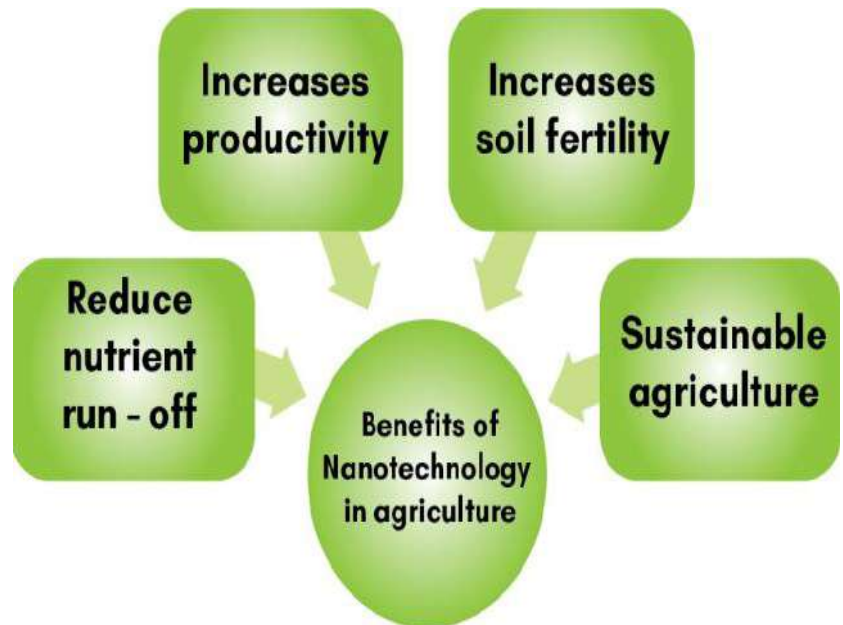 Increases
productivity
Increases
soil fertility
Reduce
nutrient
run - off
Sustainable
agriculture
Benefits of
Nanotechnology
in agriculture